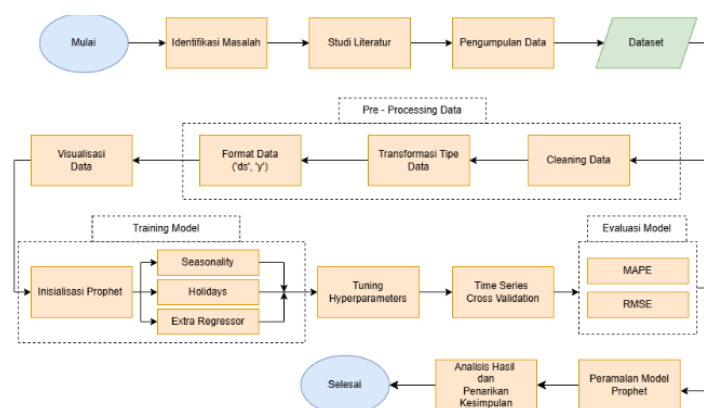 Mulai
Identifikasi Masalah
Studi Literatur
Pengumpulan Data
Dataset
Pre - Processing Data
Cleaning Data
Transformasi Tipe
Data
Format Data
('ds', 'y')
Visualisasi
Data
Training Model
Inisialisasi Prophet
Seasonality
Holidays
Extra Regressor
Tuning
Hyperparameters
Time Series
Cross Validation
Evaluasi Model
MAPE
RMSE
Peramalan Model
Prophet
Analisis Hasil
dan
Penarikan
Kesimpulan
Selesai